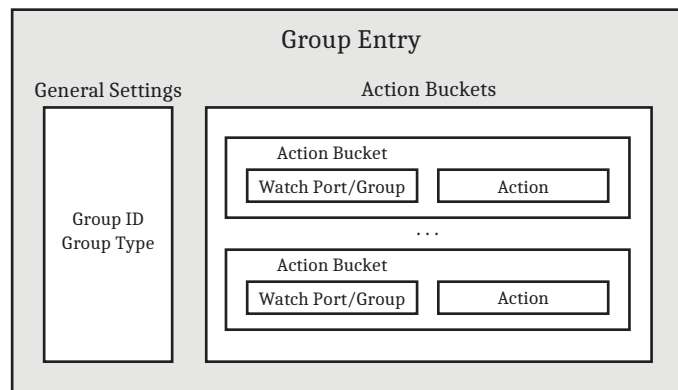 Group Entry
General Settings
Group ID
Group Type
Action Buckets
Action Bucket
Watch Port/Group
Action
...
Action Bucket
Watch Port/Group
Action